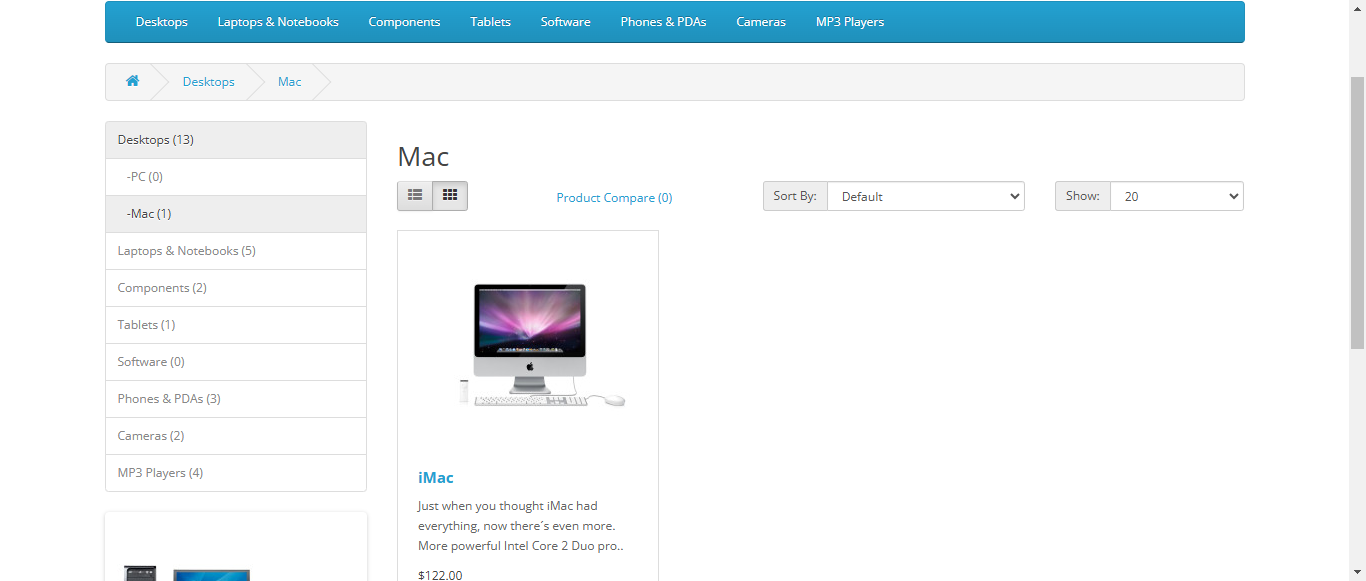 Desktops Laptops & Notebooks Components Tablets Software Phones & PDAs Cameras MP3 Players
Desktops Mac
Desktops (13)
-PC (0)
-Mac (1)
Laptops & Notebooks (5)
Components (2)
Tablets (1)
Software (0)
Phones & PDAs (3)
Cameras (2)
MP3 Players (4)
Mac
Product Compare (0) Sort By: Default Show: 20
iMac
Just when you thought iMac had
everything, now there´s even more.
More powerful Intel Core 2 Duo pro..
$122.00